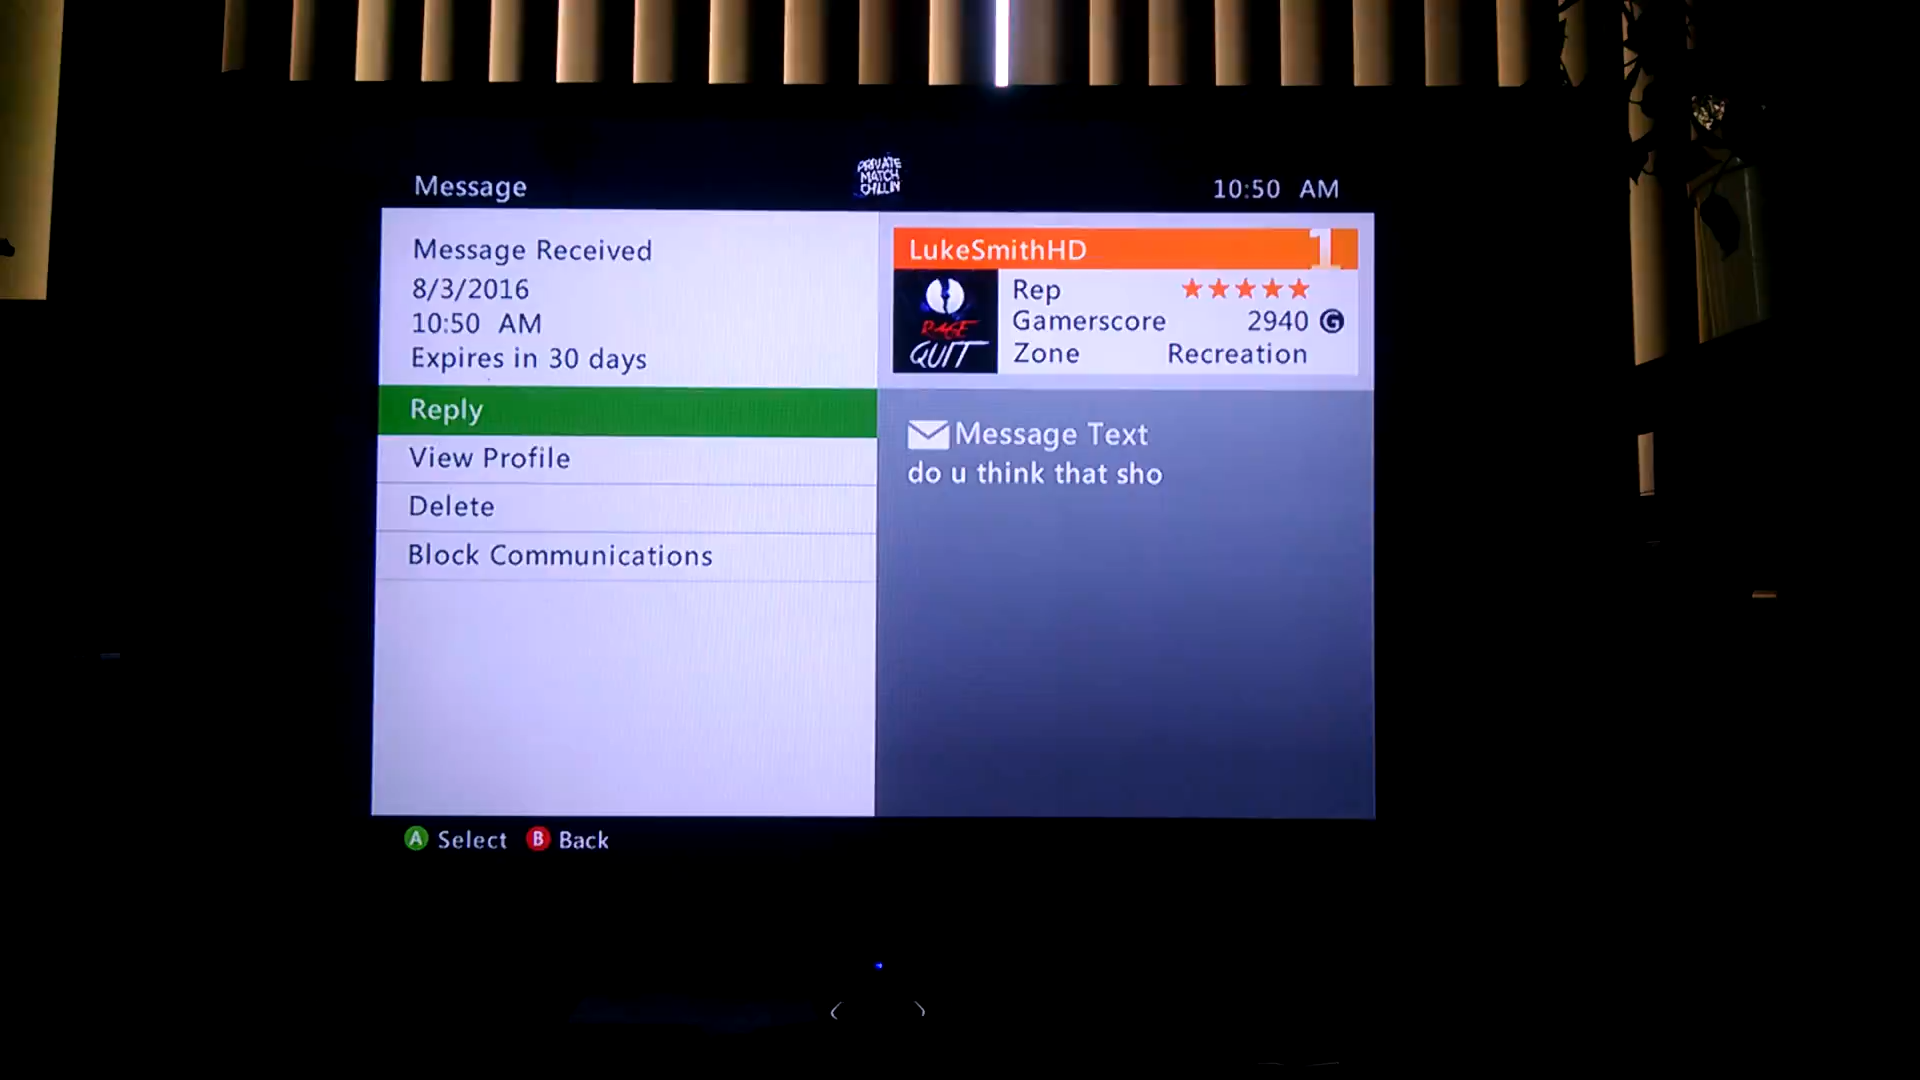 PRIVATE
MATCH
CHILLIN
Message
10:50 AM
Message Received
8/3/2016
10:50 AM
Expires in 30 days
Reply
View Profile
Delete
Block Communications
LukeSmithHD
1
RAGE
QUIT
Rep ★★★★★
Gamerscore 2940 G
Zone Recreation
Message Text
do u think that sho
A Select B Back